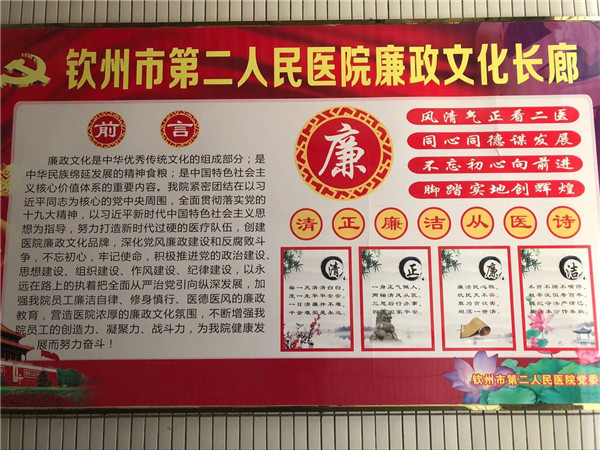 钦州市第二人民医院廉政文化长廊
前言
廉政文化是中华优秀传统文化的组成部分；是
中华民族绵延发展的精神食粮；是中国特色社会主
义核心价值体系的重要内容。我院紧密团结在以习
近平同志为核心的党中央周围，全面贯彻落实党的
十九大精神，以习近平新时代中国特色社会主义思想
为指导，努力打造新时代过硬的医疗队伍，创建
医院廉政文化品牌，深化党风廉政建设和反腐败斗
争，不忘初心，牢记使命，积极推进党的政治建设、
思想建设、组织建设、作风建设、纪律建设，以永
远在路上的执着把全面从严治党引向纵深发展，加
强我院员工廉洁自律、修身慎行、医德医风的廉政
教育，营造医院浓厚的廉政文化氛围，不断增强我
院员工的创造力、凝聚力、战斗力，为我院健康发
展而努力奋斗！
廉
风清气正看二医
同心同德谋发展
不忘初心向前进
脚踏实地创辉煌
清正廉洁从医诗
清
正
廉
洁
钦州市第二人民医院党委